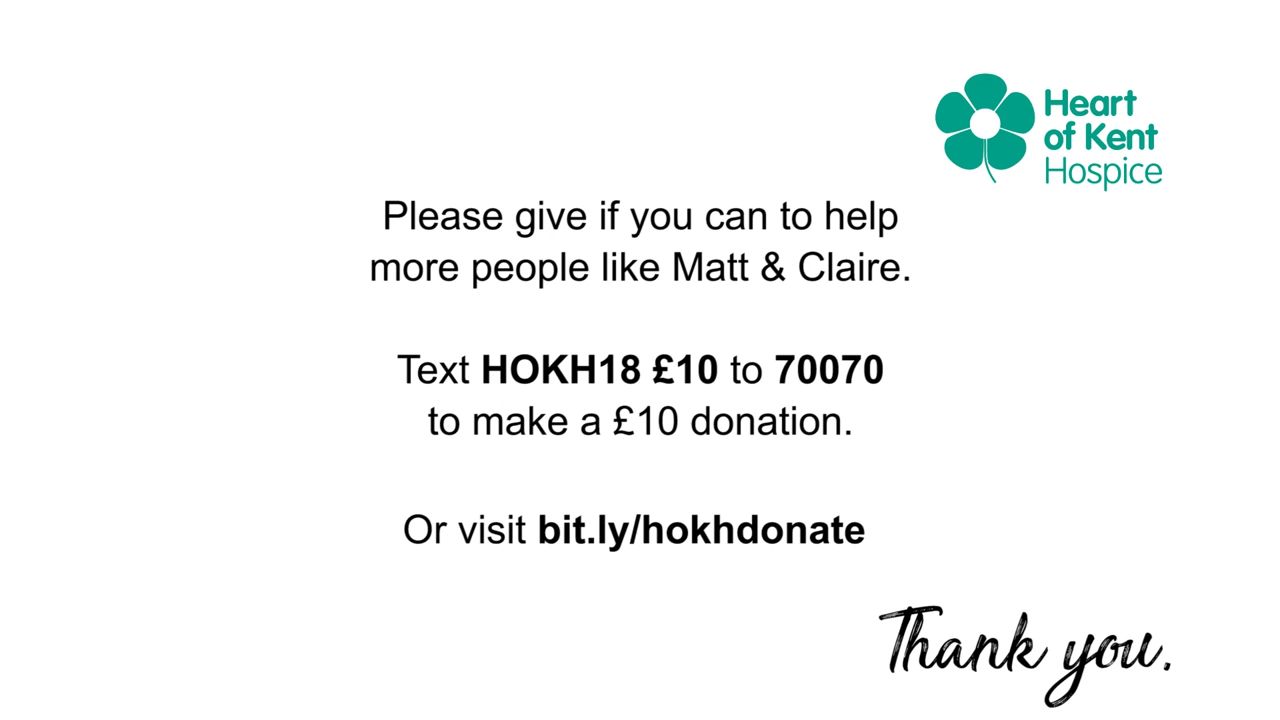 Heart
of Kent
Hospice
Please give if you can to help
more people like Matt & Claire.
Text HOKH18 £10 to 70070
to make a £10 donation.
Or visit bit.ly/hokhdonate
Thank you.